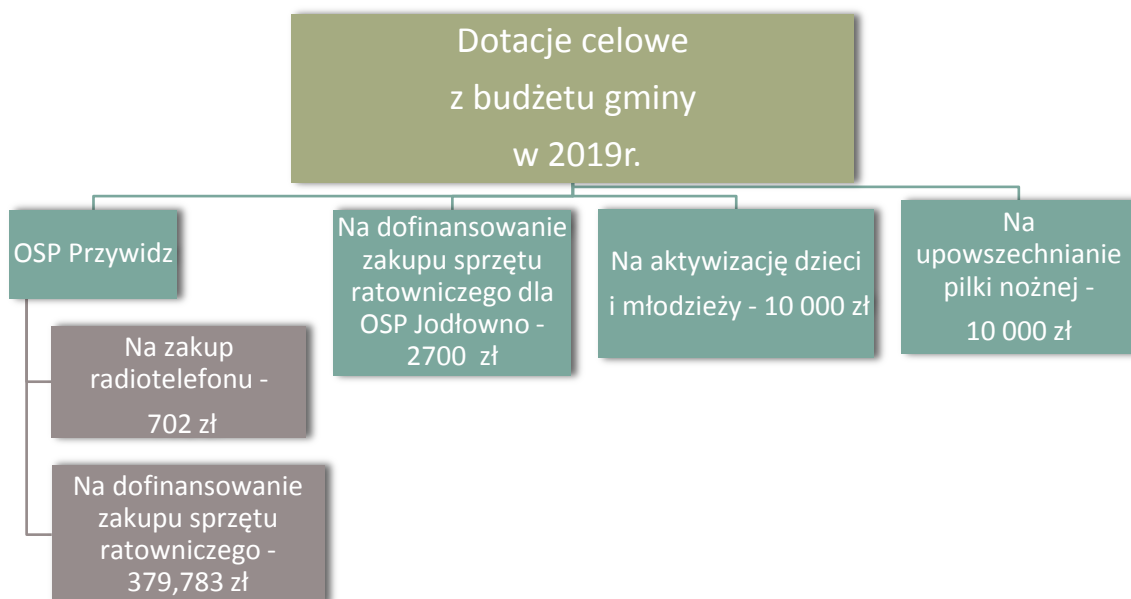 Dotacje celowe
z budżetu gminy
w 2019r.
OSP Przywidz
Na zakup
radiotelefonu -
702 zł
Na dofinansowanie
zakupu sprzętu
ratowniczego -
379,783 zł
Na dofinansowanie
zakupu sprzętu
ratowniczego dla
OSP Jodłowno -
2700 zł
Na aktywizację dzieci
i młodzieży - 10 000 zł
Na
upowszechnianie
pilki nożnej -
10 000 zł